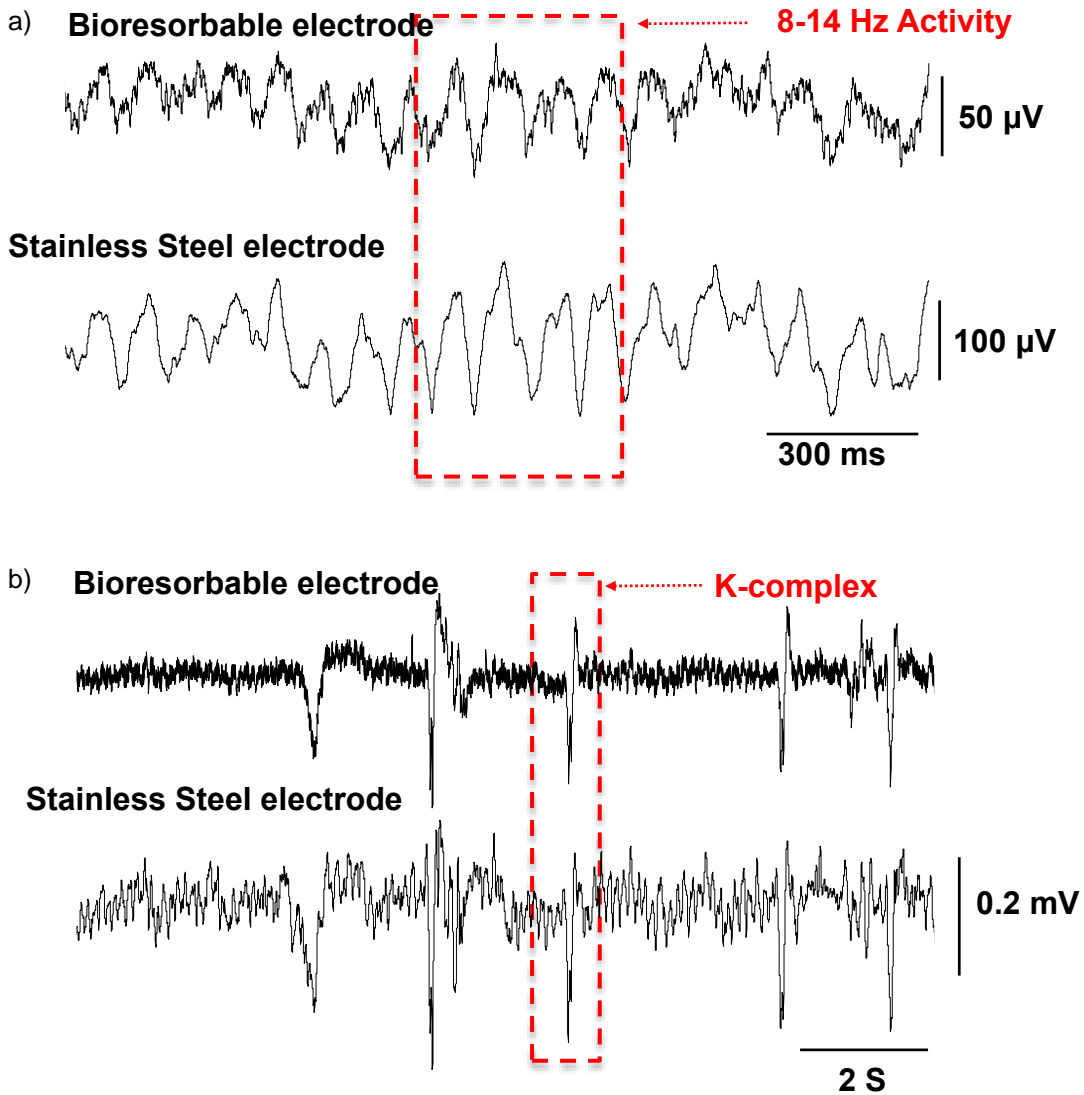 a)
Bioresorbable electrode
8-14 Hz Activity
50 µV
Stainless Steel electrode
100 µV
300 ms
b)
Bioresorbable electrode
K-complex
Stainless Steel electrode
0.2 mV
2 S